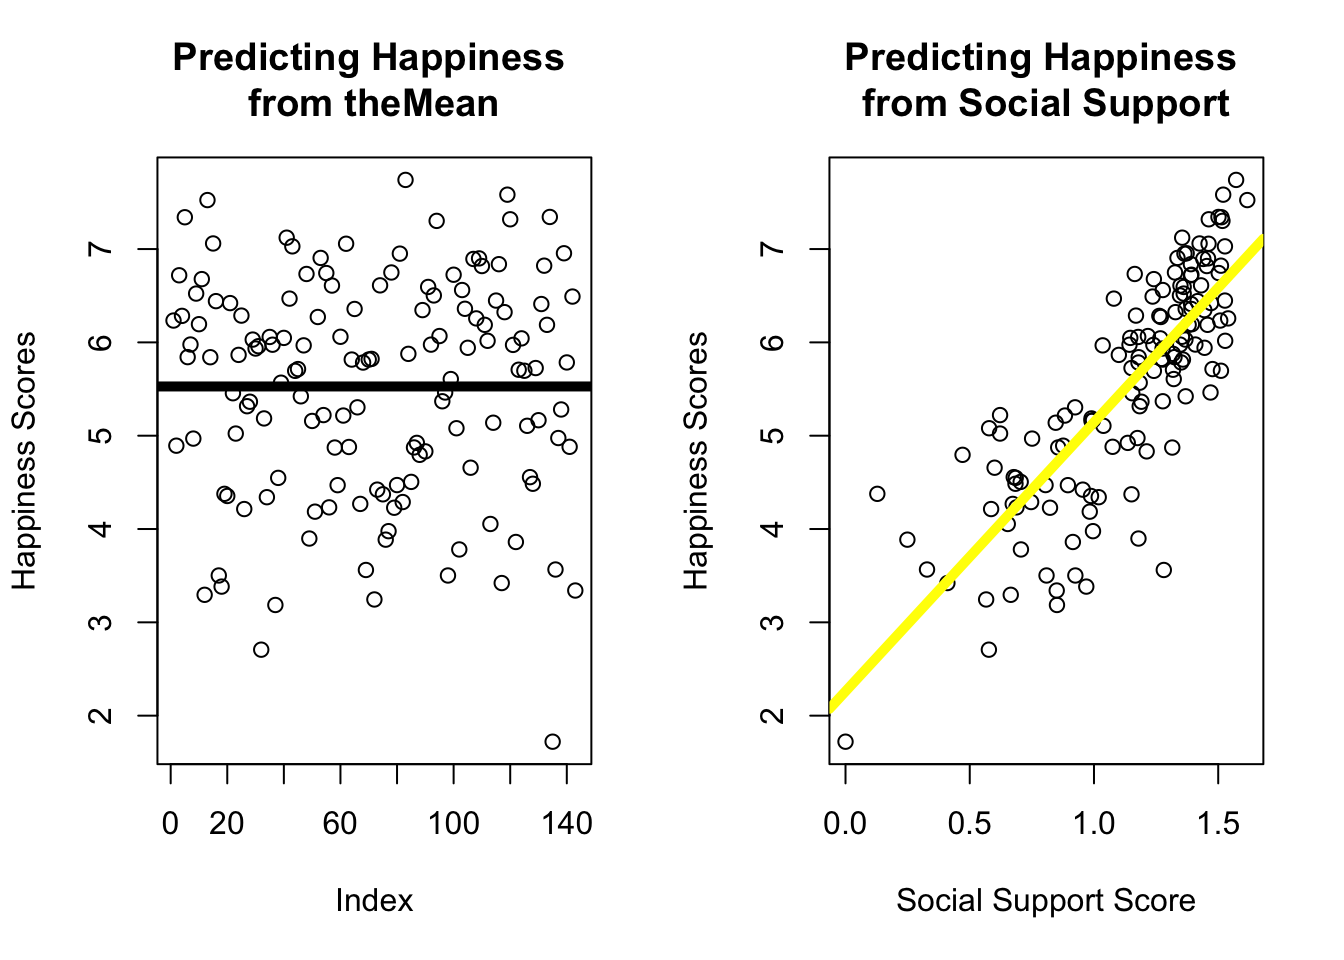 Predicting Happiness
from theMean
Happiness Scores
7
6
5
4
3
2
0 20 60 100 140
Index
Predicting Happiness
from Social Support
Happiness Scores
7
6
5
4
3
2
0.0 0.5 1.0 1.5
Social Support Score